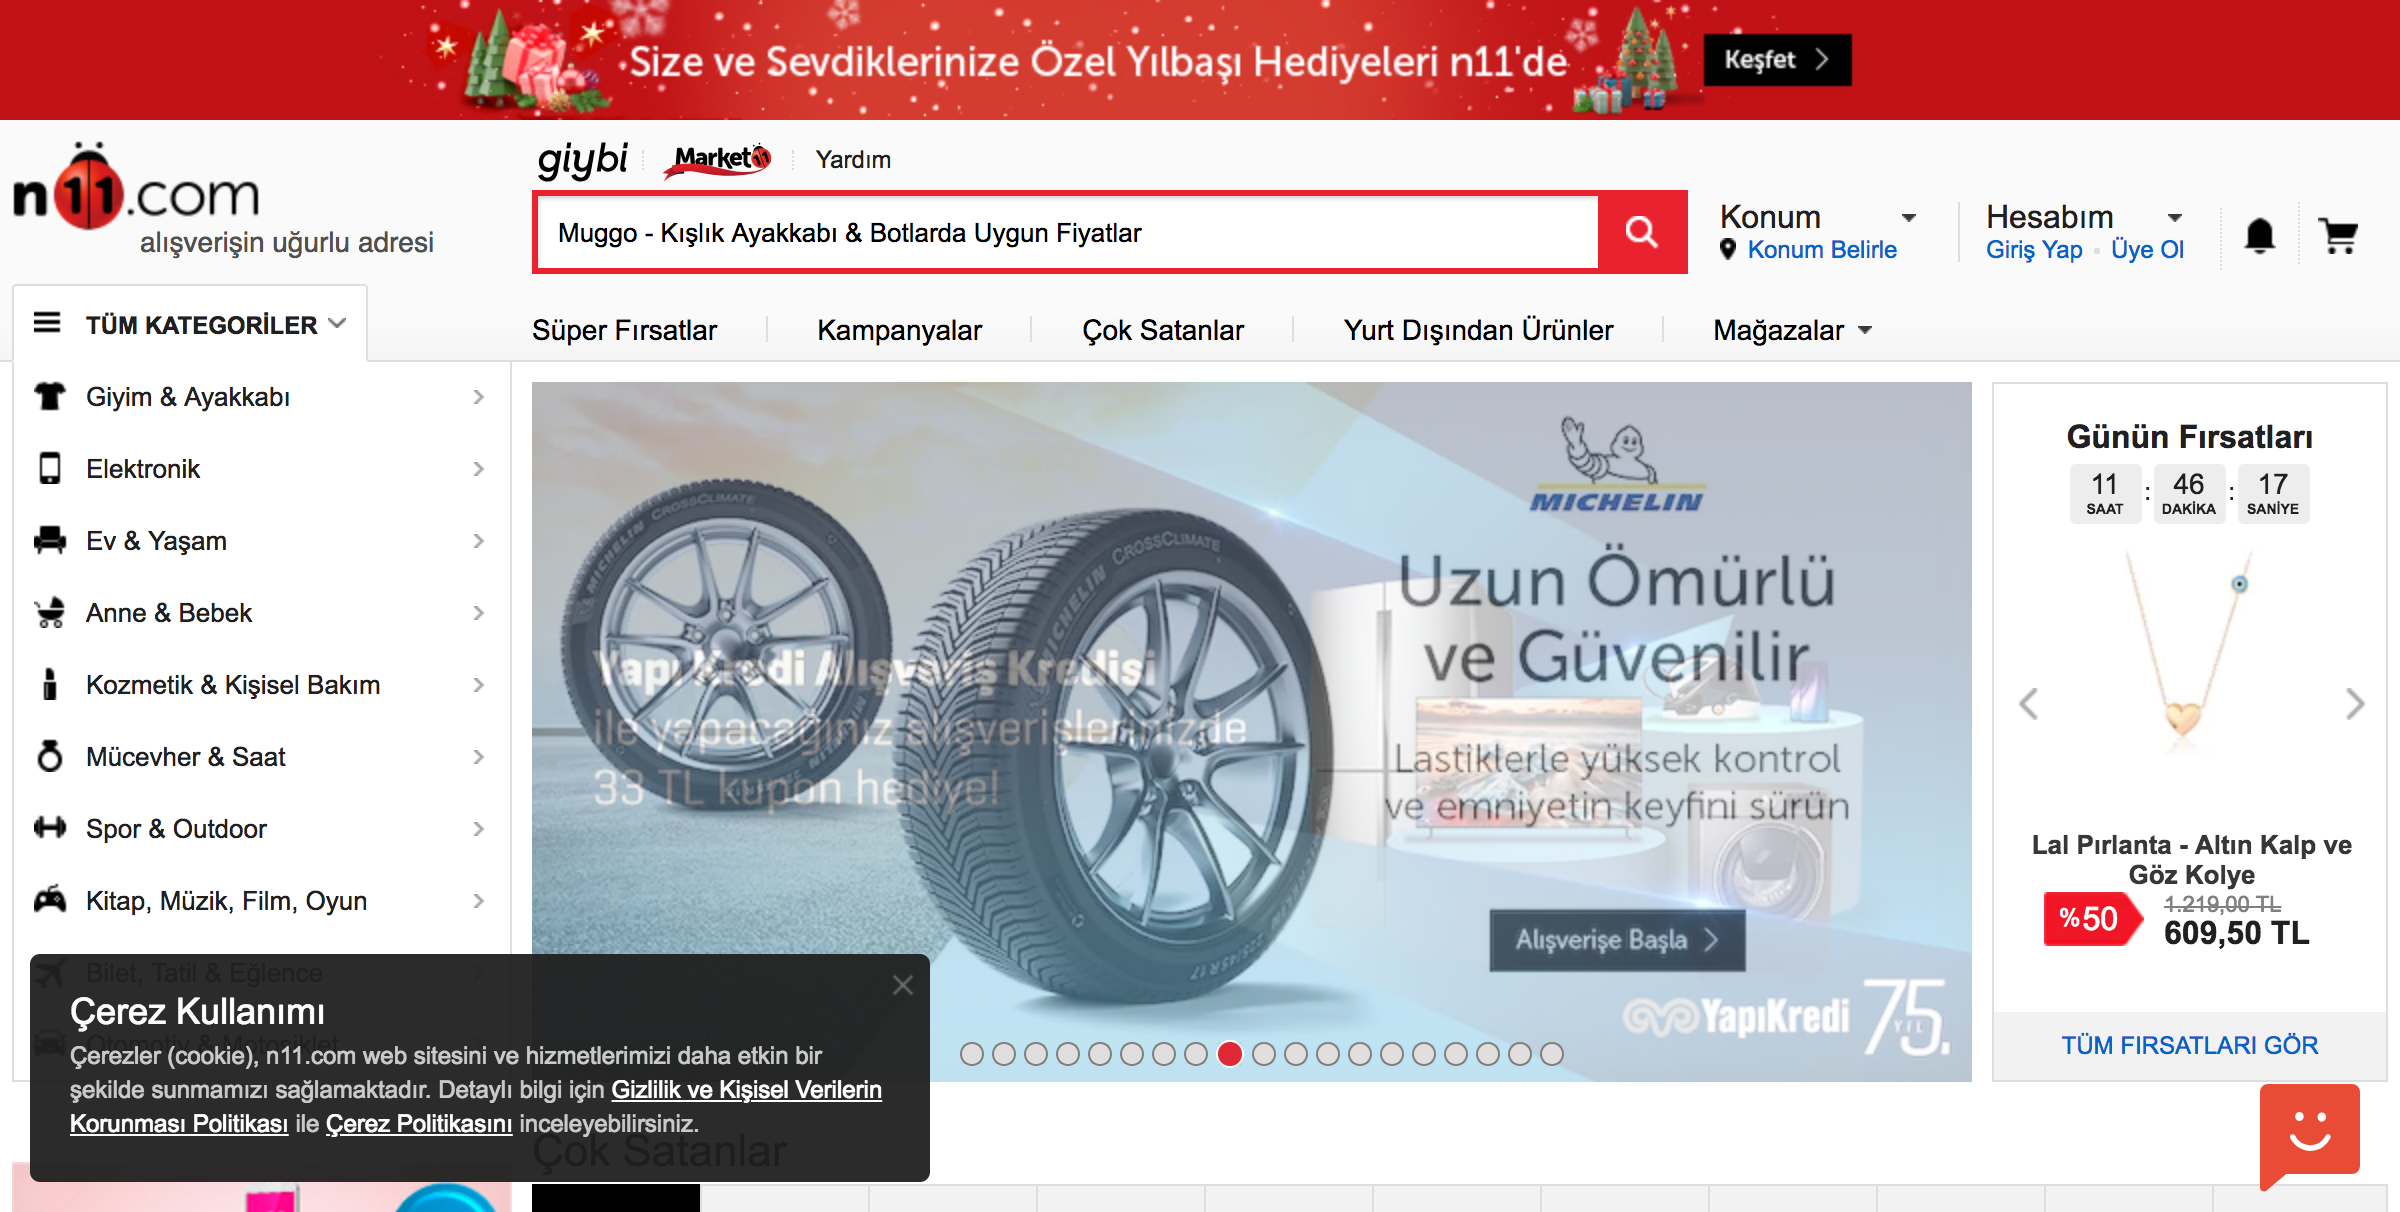 Size ve Sevdiklerinize Özel Yılbaşı Hediyeleri n11'de
Keşfet
n11.com
alışverişin uğurlu adresi
giybi
Market11
Yardım
Muggo - Kışlık Ayakkabı & Botlarda Uygun Fiyatlar
Konum
Konum Belirle
Hesabım
Giriş Yap
Üye Ol
TÜM KATEGORİLER
Süper Fırsatlar
Kampanyalar
Çok Satanlar
Yurt Dışından Ürünler
Mağazalar
Giyim & Ayakkabı
Elektronik
Ev & Yaşam
Anne & Bebek
Kozmetik & Kişisel Bakım
Mücevher & Saat
Spor & Outdoor
Kitap, Müzik, Film, Oyun
Bilet, Tatil & Eğlence
Otomotiv & Motosiklet
MICHELIN
Uzun Ömürlü
ve Güvenilir
Lastiklerle yüksek kontrol
ve emniyetin keyfini sürün
Alışverişe Başla
MICHELIN CROSSCLIMATE
MICHELIN CROSSCLIMATE
Yapı Kredi Alışveriş Kredisi
ile yapacağınız alışverişlerinizde
33 TL kupon hediye!
YapıKredi 75.
YIL
Günün Fırsatları
11 : 46 : 17
SAAT DAKİKA SANİYE
Lal Pırlanta - Altın Kalp ve
Göz Kolye
%50
1.219,00 TL
609,50 TL
TÜM FIRSATLARI GÖR
Çerez Kullanımı
Çerezler (cookie), n11.com web sitesini ve hizmetlerimizi daha etkin bir
şekilde sunmamızı sağlamaktadır. Detaylı bilgi için Gizlilik ve Kişisel Verilerin
Korunması Politikası ile Çerez Politikasını inceleyebilirsiniz.
Çok Satanlar